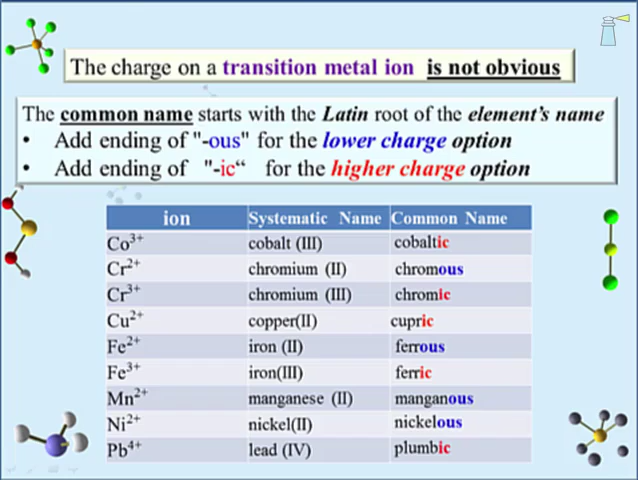 The charge on a transition metal ion is not obvious
The common name starts with the Latin root of the element's name
• Add ending of "-ous" for the lower charge option
• Add ending of "-ic“ for the higher charge option
ion Systematic Name Common Name
Co³⁺ cobalt (III) cobaltic
Cr²⁺ chromium (II) chromous
Cr³⁺ chromium (III) chromic
Cu²⁺ copper(II) cupric
Fe²⁺ iron (II) ferrous
Fe³⁺ iron(III) ferric
Mn²⁺ manganese (II) manganous
Ni²⁺ nickel(II) nickelous
Pb⁴⁺ lead (IV) plumbic